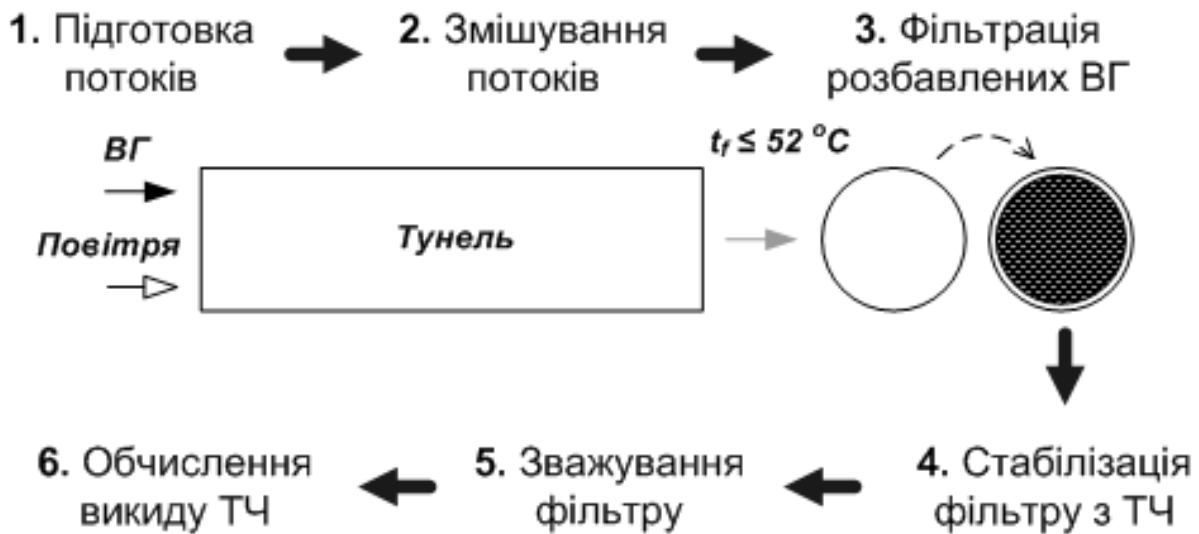 1. Підготовка
потоків
2. Змішування
потоків
3. Фільтрація
розбавлених ВГ
ВГ
Повітря
Тунель
t_f ≤ 52 °C
4. Стабілізація
фільтру з ТЧ
5. Зважування
фільтру
6. Обчислення
викиду ТЧ